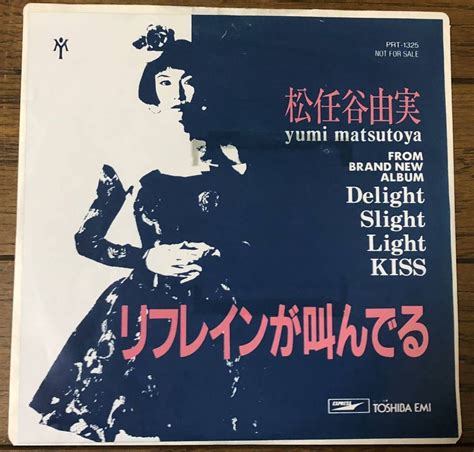 PRT-1325
NOT FOR SALE
松任谷由実
yumi matsutoya
FROM
BRAND NEW
ALBUM
Delight
Slight
Light
KISS
リフレインが叫んでる
EXPRESS
TOSHIBA EMI